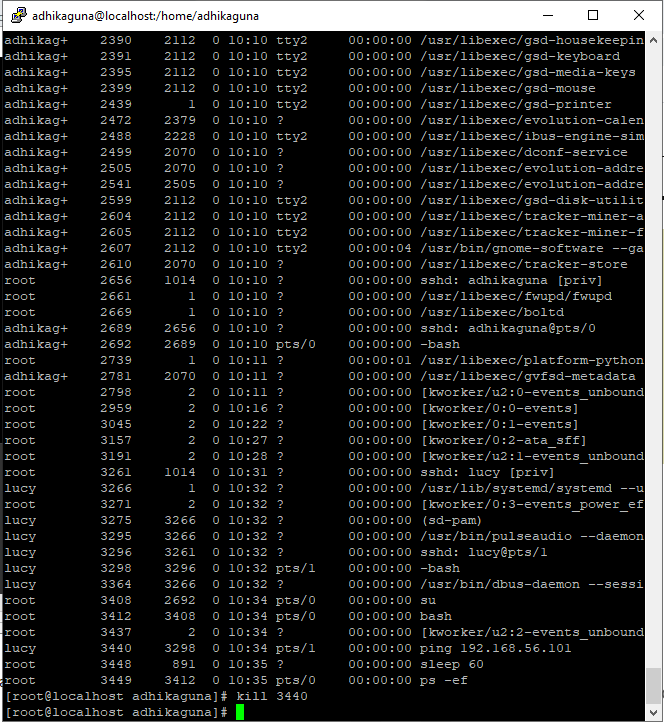 adhikaguna@localhost:/home/adhikaguna
adhikag+ 2390 2112 0 10:10 tty2 00:00:00 /usr/libexec/gsd-housekeepin
adhikag+ 2391 2112 0 10:10 tty2 00:00:00 /usr/libexec/gsd-keyboard
adhikag+ 2395 2112 0 10:10 tty2 00:00:00 /usr/libexec/gsd-media-keys
adhikag+ 2399 2112 0 10:10 tty2 00:00:00 /usr/libexec/gsd-mouse
adhikag+ 2439 1 0 10:10 tty2 00:00:00 /usr/libexec/gsd-printer
adhikag+ 2472 2379 0 10:10 ? 00:00:00 /usr/libexec/evolution-calen
adhikag+ 2488 2228 0 10:10 tty2 00:00:00 /usr/libexec/ibus-engine-sim
adhikag+ 2499 2070 0 10:10 ? 00:00:00 /usr/libexec/dconf-service
adhikag+ 2505 2070 0 10:10 ? 00:00:00 /usr/libexec/evolution-addre
adhikag+ 2541 2505 0 10:10 ? 00:00:00 /usr/libexec/evolution-addre
adhikag+ 2599 2112 0 10:10 tty2 00:00:00 /usr/libexec/gsd-disk-utilit
adhikag+ 2604 2112 0 10:10 tty2 00:00:00 /usr/libexec/tracker-miner-a
adhikag+ 2605 2112 0 10:10 tty2 00:00:00 /usr/libexec/tracker-miner-f
adhikag+ 2607 2112 0 10:10 tty2 00:00:04 /usr/bin/gnome-software --ga
adhikag+ 2610 2070 0 10:10 ? 00:00:00 /usr/libexec/tracker-store
root 2656 1014 0 10:10 ? 00:00:00 sshd: adhikaguna [priv]
root 2661 1 0 10:10 ? 00:00:00 /usr/libexec/fwupd/fwupd
root 2669 1 0 10:10 ? 00:00:00 /usr/libexec/boltd
adhikag+ 2689 2656 0 10:10 ? 00:00:00 sshd: adhikaguna@pts/0
adhikag+ 2692 2689 0 10:10 pts/0 00:00:00 -bash
root 2739 1 0 10:11 ? 00:00:01 /usr/libexec/platform-python
adhikag+ 2781 2070 0 10:11 ? 00:00:00 /usr/libexec/gvfsd-metadata
root 2798 2 0 10:11 ? 00:00:00 [kworker/u2:0-events_unbound
root 2959 2 0 10:16 ? 00:00:00 [kworker/0:0-events]
root 3045 2 0 10:22 ? 00:00:00 [kworker/0:1-events]
root 3157 2 0 10:27 ? 00:00:00 [kworker/0:2-ata_sff]
root 3191 2 0 10:28 ? 00:00:00 [kworker/u2:1-events_unbound
root 3261 1014 0 10:31 ? 00:00:00 sshd: lucy [priv]
lucy 3266 1 0 10:32 ? 00:00:00 /usr/lib/systemd/systemd --u
root 3271 2 0 10:32 ? 00:00:00 [kworker/0:3-events_power_ef
lucy 3275 3266 0 10:32 ? 00:00:00 (sd-pam)
lucy 3295 3266 0 10:32 ? 00:00:00 /usr/bin/pulseaudio --daemon
lucy 3296 3261 0 10:32 ? 00:00:00 sshd: lucy@pts/1
lucy 3298 3296 0 10:32 pts/1 00:00:00 -bash
lucy 3364 3266 0 10:32 ? 00:00:00 /usr/bin/dbus-daemon --sessi
root 3408 2692 0 10:34 pts/0 00:00:00 su
root 3412 3408 0 10:34 pts/0 00:00:00 bash
root 3437 2 0 10:34 ? 00:00:00 [kworker/u2:2-events_unbound
lucy 3440 3298 0 10:34 pts/1 00:00:00 ping 192.168.56.101
root 3448 891 0 10:35 ? 00:00:00 sleep 60
root 3449 3412 0 10:35 pts/0 00:00:00 ps -ef
[root@localhost adhikaguna]# kill 3440
[root@localhost adhikaguna]#